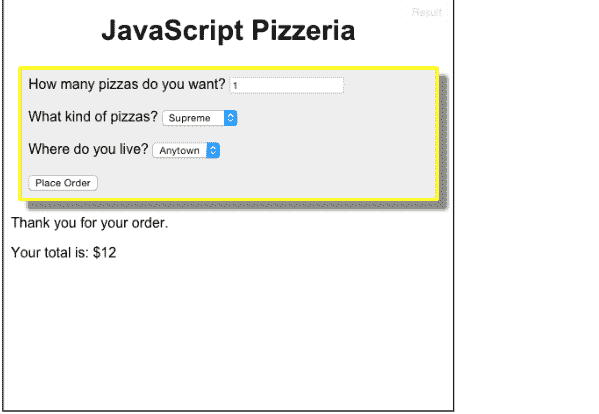 Result
JavaScript Pizzeria
How many pizzas do you want? 1
What kind of pizzas? Supreme
Where do you live? Anytown
Place Order
Thank you for your order.
Your total is: $12